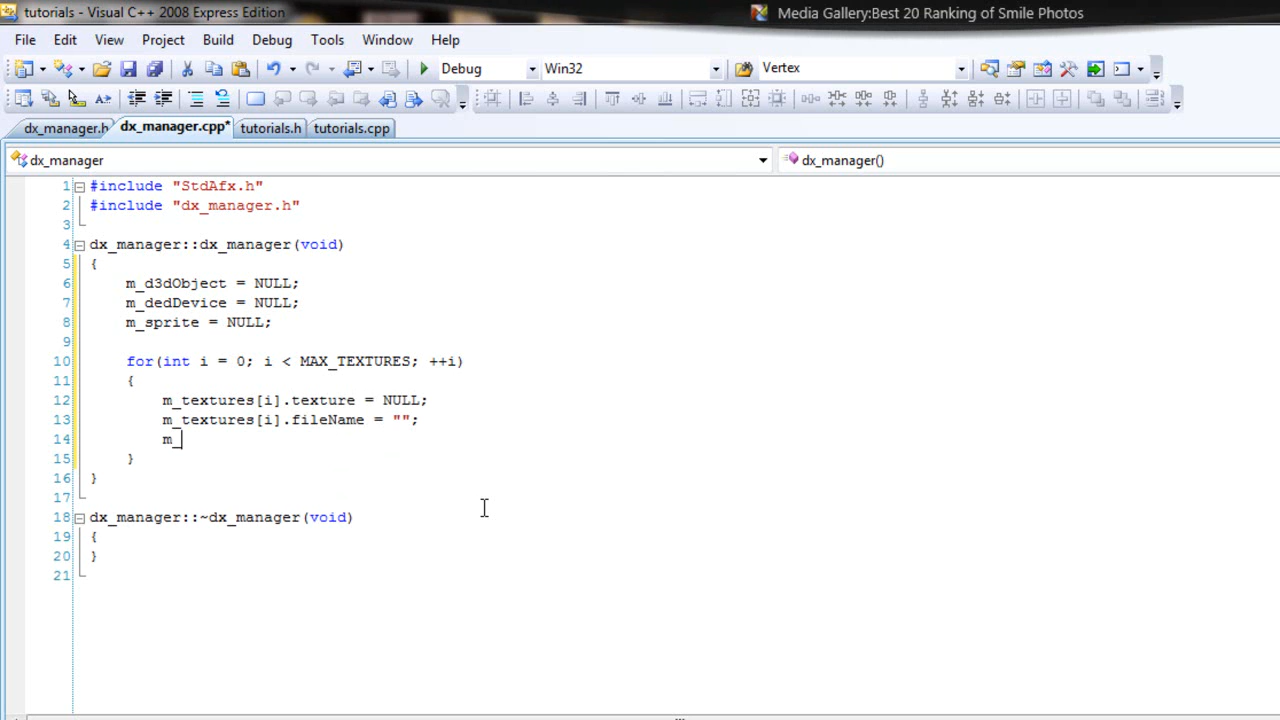 tutorials - Visual C++ 2008 Express Edition
Media Gallery:Best 20 Ranking of Smile Photos
File Edit View Project Build Debug Tools Window Help
Debug Win32 Vertex
dx_manager.h dx_manager.cpp* tutorials.h tutorials.cpp
dx_manager dx_manager()
1 #include "StdAfx.h"
2 #include "dx_manager.h"
3
4 dx_manager::dx_manager(void)
5 {
6 m_d3dObject = NULL;
7 m_dedDevice = NULL;
8 m_sprite = NULL;
9
10 for(int i = 0; i < MAX_TEXTURES; ++i)
11 {
12 m_textures[i].texture = NULL;
13 m_textures[i].fileName = "";
14 m_
15 }
16 }
17
18 dx_manager::~dx_manager(void)
19 {
20 }
21